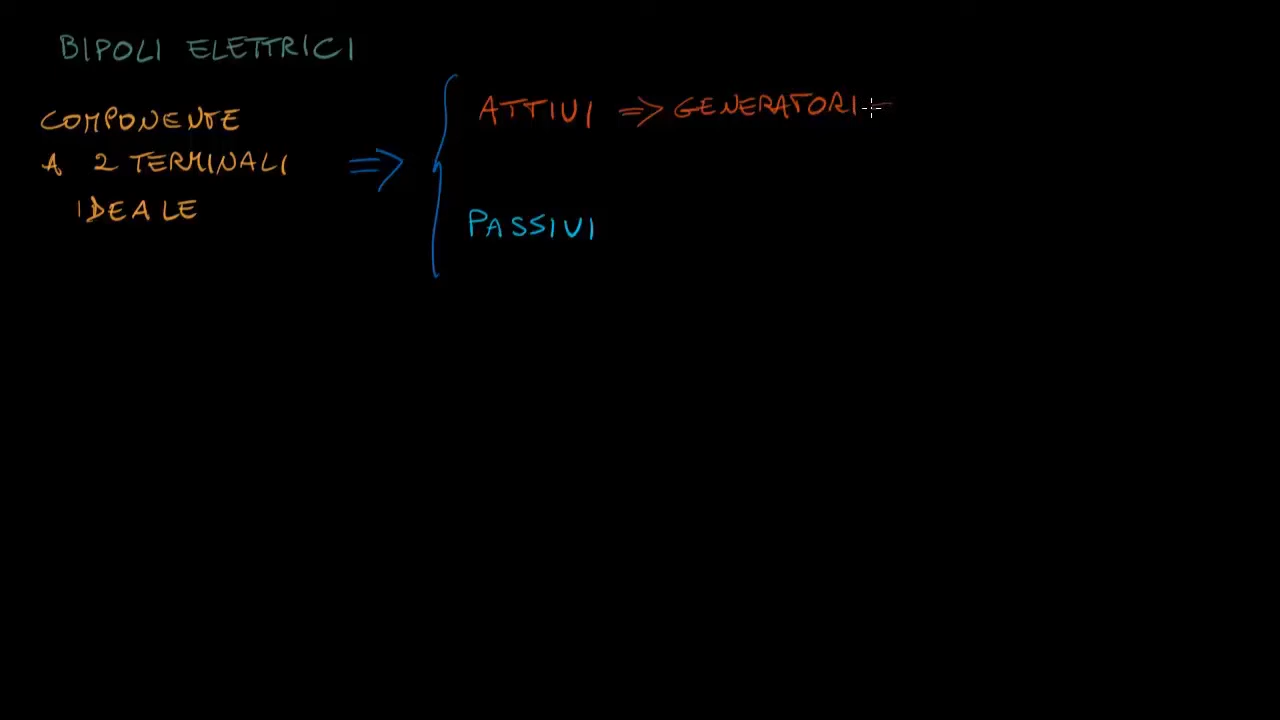 BIPOLI ELETTRICI
COMPONENTE
A 2 TERMINALI
IDEALE
⇒
ATTIVI ⇒ GENERATORI
PASSIVI